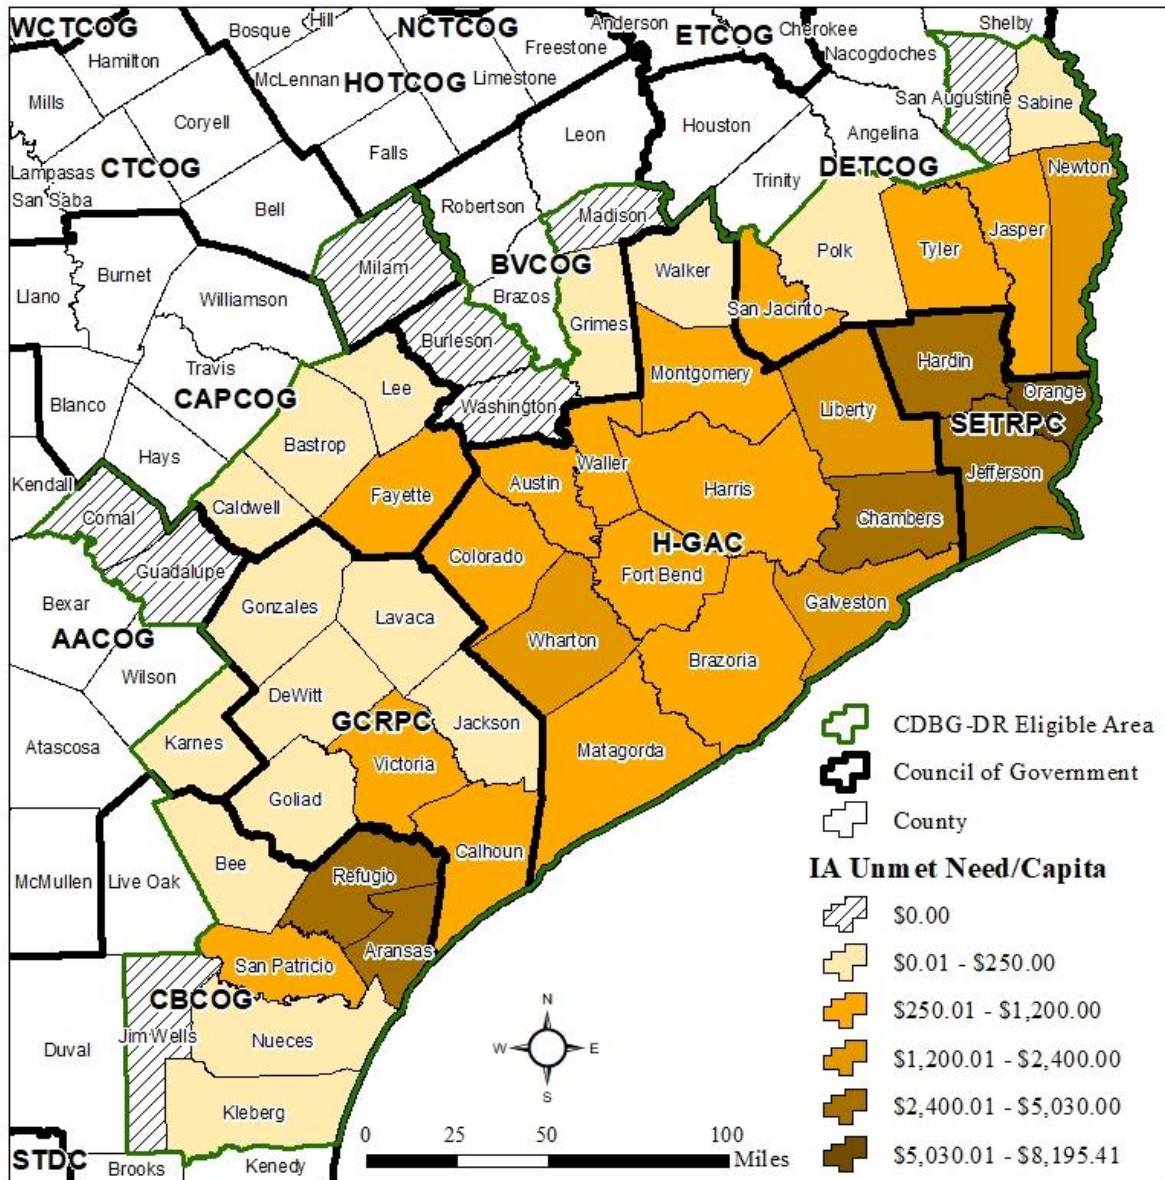 WCTCOG
Hamilton
Bosque
Hill
NCTCOG
Freestone
Anderson
ETCOG
Cherokee
Nacogdoches
Shelby
McLennan
HOTCOG
Limestone
Mills
Coryell
Leon
Houston
San Augustine
Sabine
Angelina
Falls
Lampasas
CTCOG
DETCOG
Newton
San Saba
Bell
Robertson
Madison
Trinity
Jasper
Polk
Tyler
Burnet
Milam
BVCOG
Walker
Llano
Williamson
Brazos
Grimes
San Jacinto
Burleson
Hardin
Travis
Montgomery
Lee
Orange
Blanco
CAPCOG
Washington
Liberty
SETRPC
Bastrop
Hays
Waller
Jefferson
Kendall
Austin
Harris
Fayette
Caldwell
Comal
Chambers
H-GAC
Colorado
Guadalupe
Fort Bend
Bexar
Gonzales
Lavaca
Galveston
AACOG
Wharton
Brazoria
Wilson
DeWitt
GCRPC
Jackson
Karnes
Atascosa
Victoria
Matagorda
Goliad
Calhoun
Bee
Refugio
McMullen
Live Oak
Aransas
San Patricio
CBCOG
Jim Wells
Duval
Nueces
Kleberg
STDC
Brooks
Kenedy
CDBG-DR Eligible Area
Council of Government
County
IA Unmet Need/Capita
$0.00
$0.01 - $250.00
$250.01 - $1,200.00
$1,200.01 - $2,400.00
$2,400.01 - $5,030.00
$5,030.01 - $8,195.41
N
W E
S
0 25 50 100
Miles